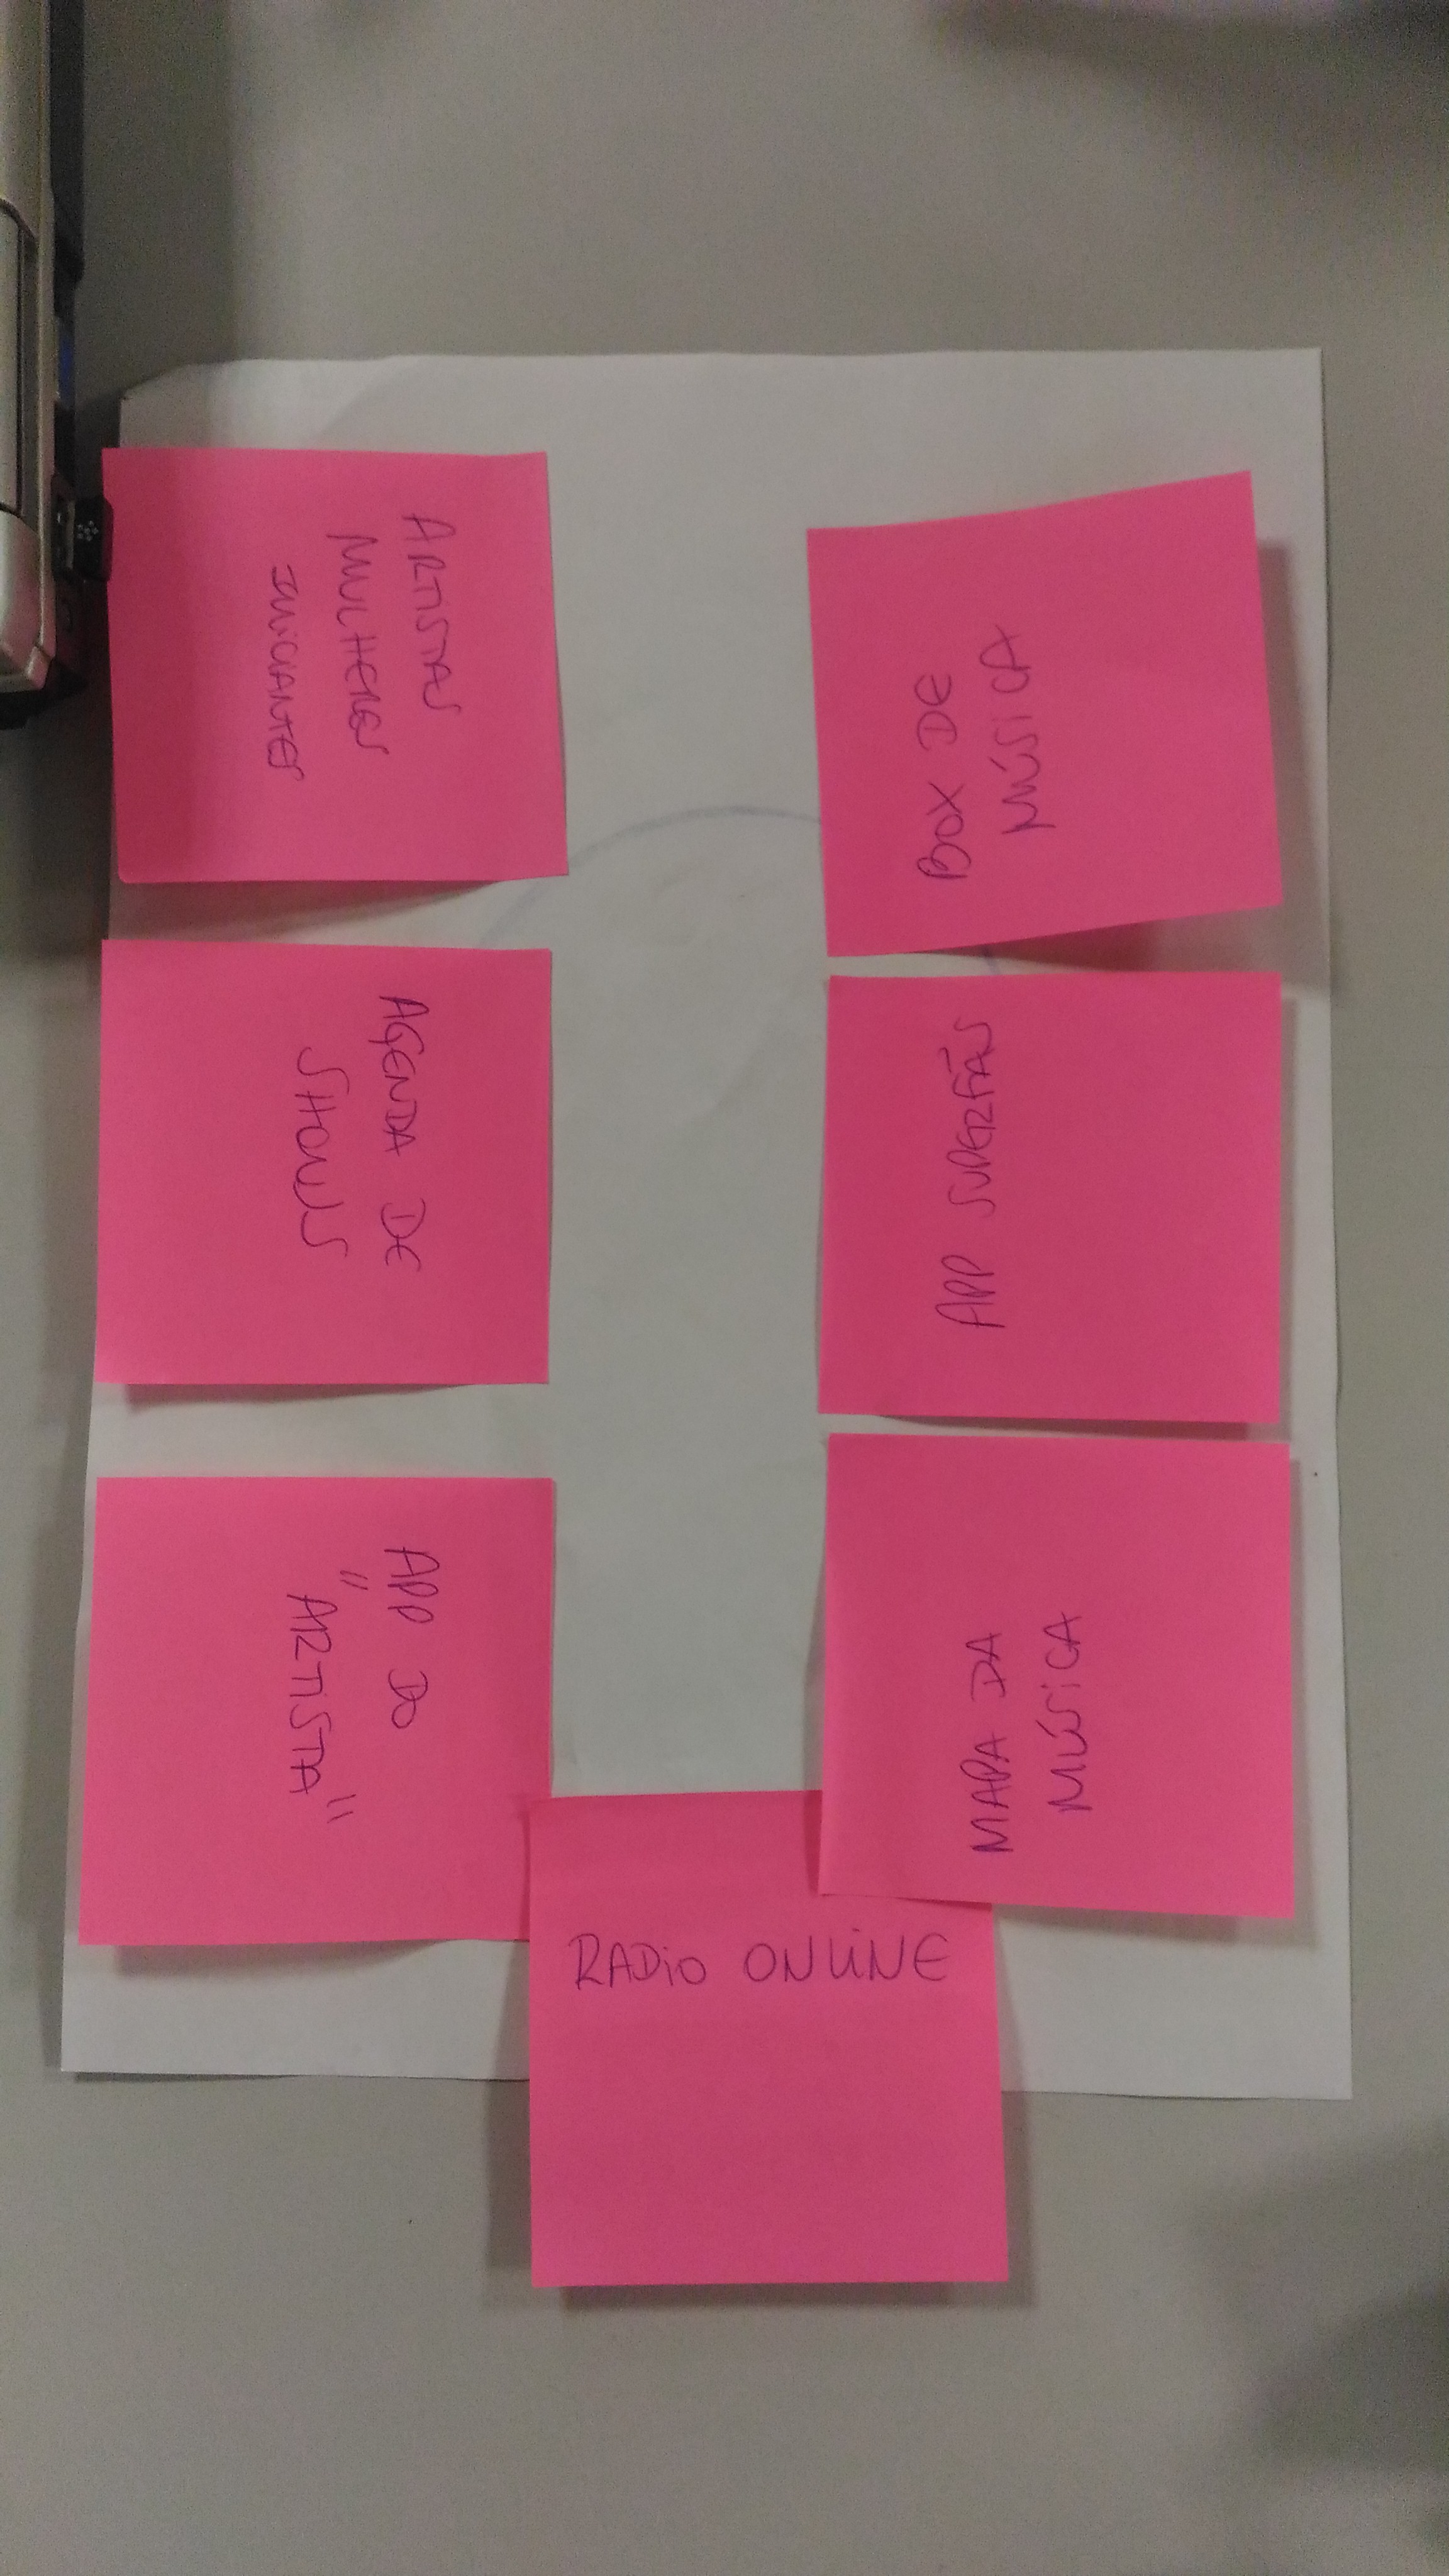 ARTISTAS
MULHERES
INICIANTES
AGENDA DE
SHOWS
APP DO
"ARTISTA"
BOX DE
MÚSICA
APP SUPERFÃS
MAPA DA
MÚSICA
RADIO ONLINE